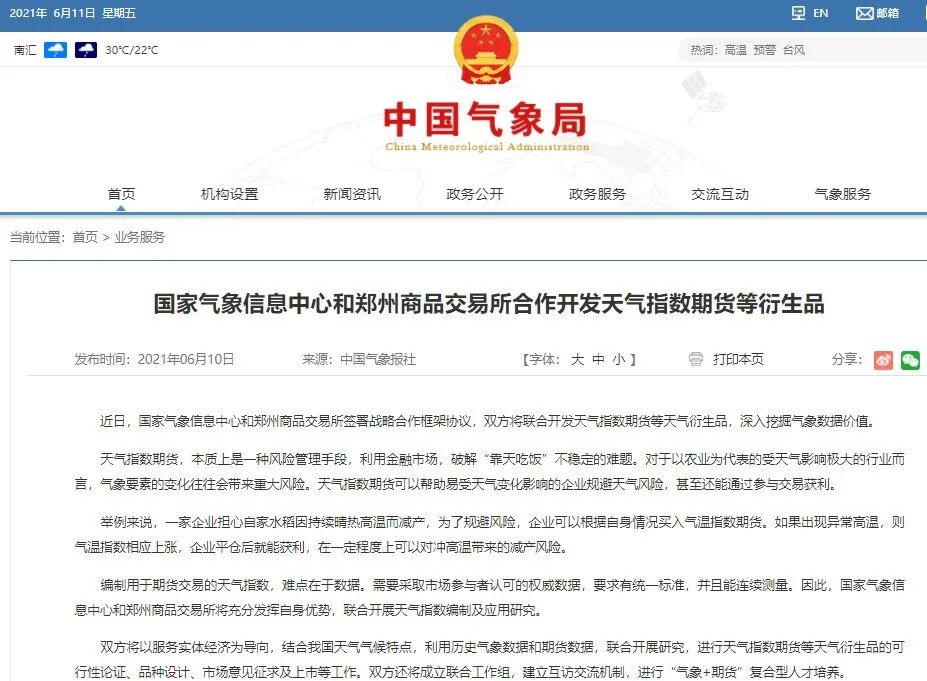 2021年 6月11日 星期五
EN
邮箱
南汇
30℃/22℃
热词： 高温 预警 台风
中国气象局
China Meteorological Administration
首页
机构设置
新闻资讯
政务公开
政务服务
交流互动
气象服务
当前位置：首页 > 业务服务
国家气象信息中心和郑州商品交易所合作开发天气指数期货等衍生品
发布时间：2021年06月10日
来源：中国气象报社
【字体： 大 中 小 】
打印本页
分享：
近日，国家气象信息中心和郑州商品交易所签署战略合作框架协议，双方将联合开发天气指数期货等天气衍生品，深入挖掘气象数据价值。
天气指数期货，本质上是一种风险管理手段，利用金融市场，破解“靠天吃饭”不稳定的难题。对于以农业为代表的受天气影响极大的行业而
言，气象要素的变化往往会带来重大风险。天气指数期货可以帮助易受天气变化影响的企业规避天气风险，甚至还能通过参与交易获利。
举例来说，一家企业担心自家水稻因持续晴热高温而减产，为了规避风险，企业可以根据自身情况买入气温指数期货。如果出现异常高温，则
气温指数相应上涨，企业平仓后就能获利，在一定程度上可以对冲高温带来的减产风险。
编制用于期货交易的天气指数，难点在于数据。需要采取市场参与者认可的权威数据，要求有统一标准，并且能连续测量。因此，国家气象信
息中心和郑州商品交易所将充分发挥自身优势，联合开展天气指数编制及应用研究。
双方将以服务实体经济为导向，结合我国天气气候特点，利用历史气象数据和期货数据，联合开展研究，进行天气指数期货等天气衍生品的可
行性论证、品种设计、市场意见征求及上市等工作。双方还将成立联合工作组，建立互访交流机制，进行“气象+期货”复合型人才培养。